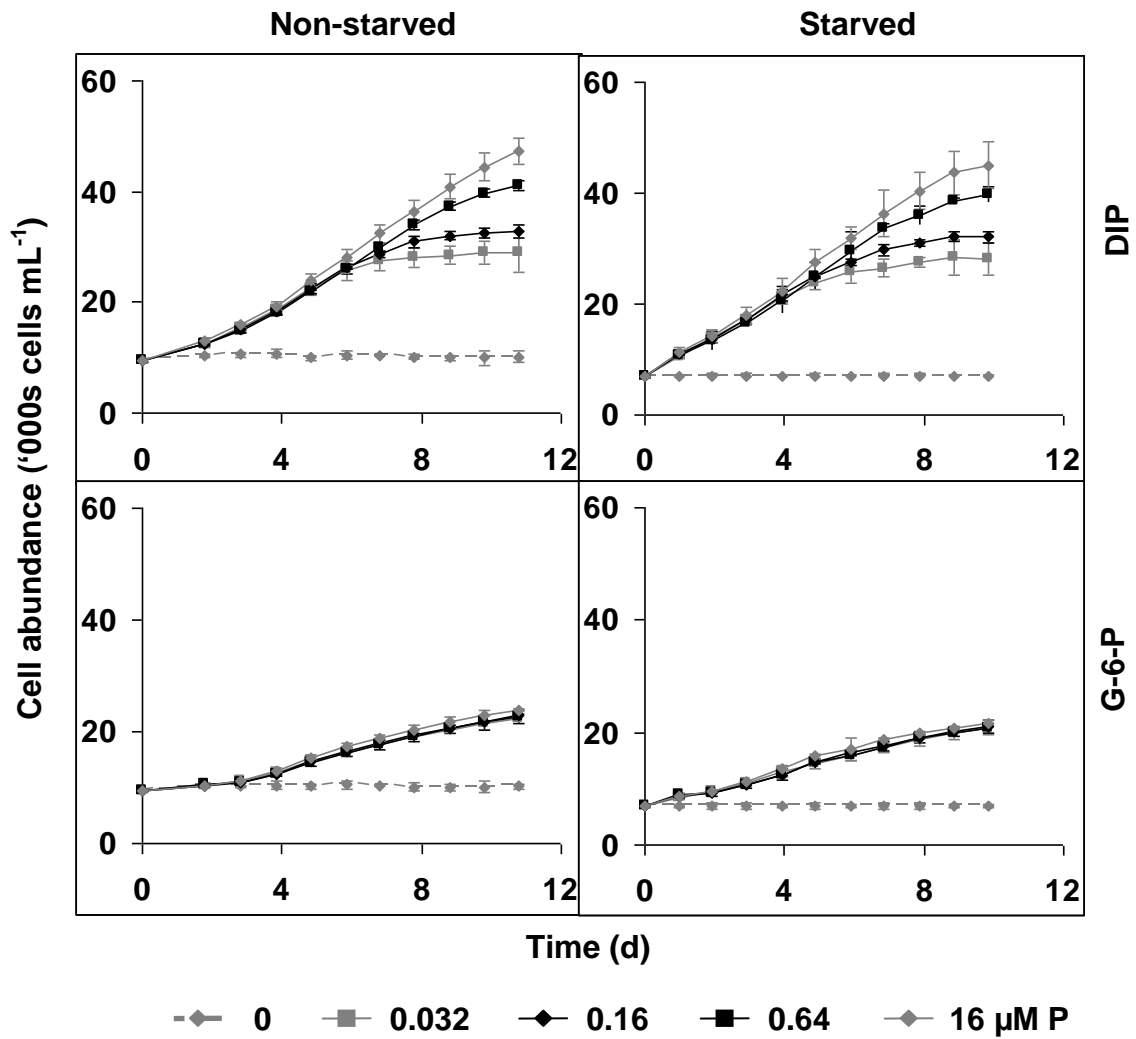 Non-starved Starved
60 60
40 40
20 20
0 0
0 4 8 12 0 4 8 12
DIP
Cell abundance (‘000s cells mL-1)
60 60
40 40
20 20
0 0
0 4 8 12 0 4 8 12
G-6-P
Time (d)
0 0.032 0.16 0.64 16 µM P